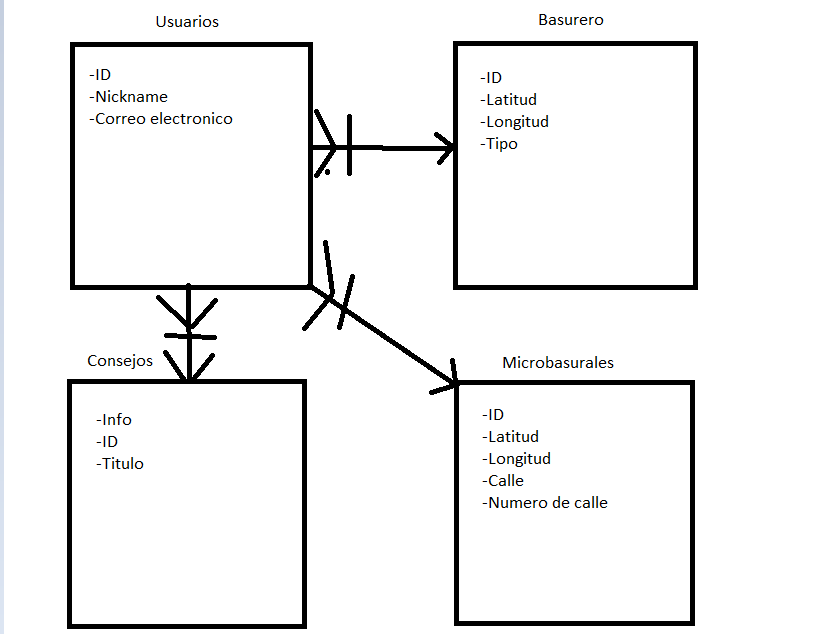 Usuarios
-ID
-Nickname
-Correo electronico
Basurero
-ID
-Latitud
-Longitud
-Tipo
Consejos
-Info
-ID
-Titulo
Microbasurales
-ID
-Latitud
-Longitud
-Calle
-Numero de calle